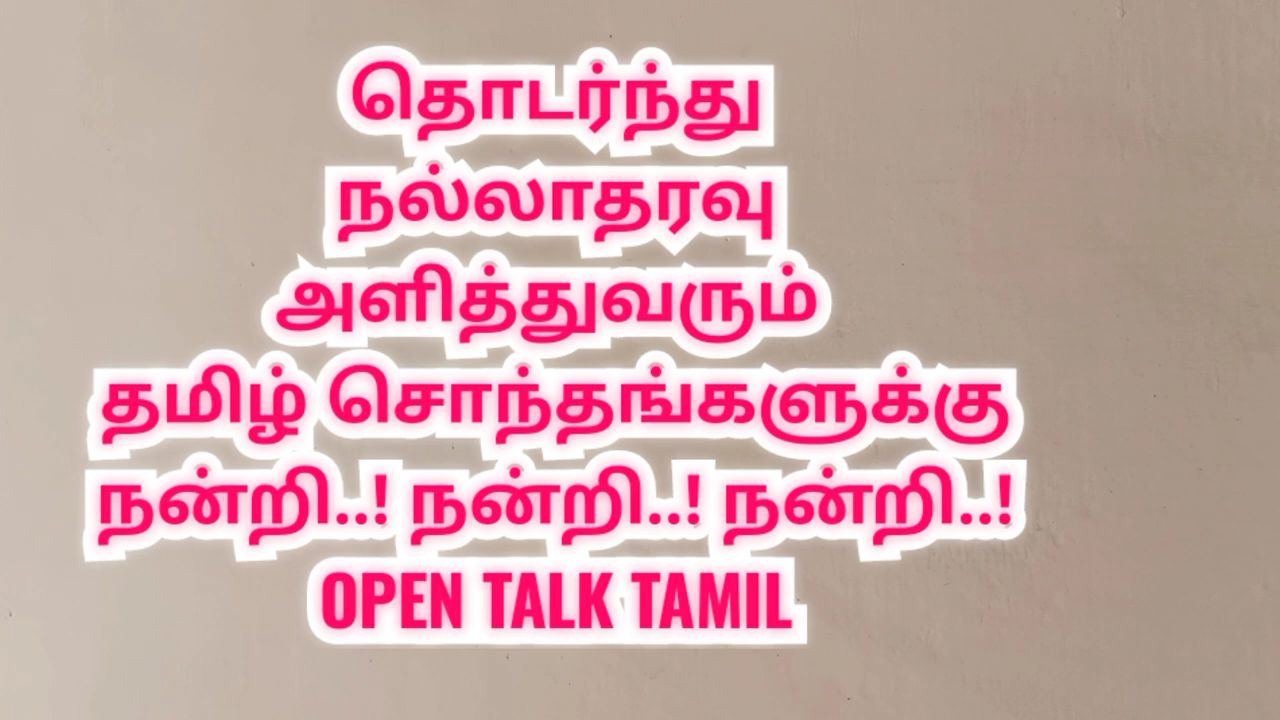 தொடர்ந்து
நல்லாதரவு
அளித்துவரும்
தமிழ் சொந்தங்களுக்கு
நன்றி..! நன்றி..! நன்றி..!
OPEN TALK TAMIL